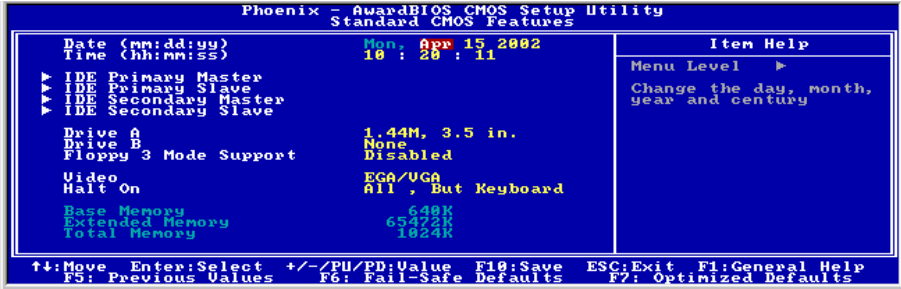 Phoenix - AwardBIOS CMOS Setup Utility
Standard CMOS Features
Date (mm:dd:yy) Mon, Apr 15 2002
Time (hh:mm:ss) 10 : 20 : 11
► IDE Primary Master
► IDE Primary Slave
► IDE Secondary Master
► IDE Secondary Slave
Drive A 1.44M, 3.5 in.
Drive B None
Floppy 3 Mode Support Disabled
Video EGA/VGA
Halt On All , But Keyboard
Base Memory 640K
Extended Memory 65472K
Total Memory 1024K
Item Help
Menu Level ►
Change the day, month,
year and century
↑↓:Move Enter:Select +/-/PU/PD:Value F10:Save ESC:Exit F1:General Help
F5: Previous Values F6: Fail-Safe Defaults F7: Optimized Defaults